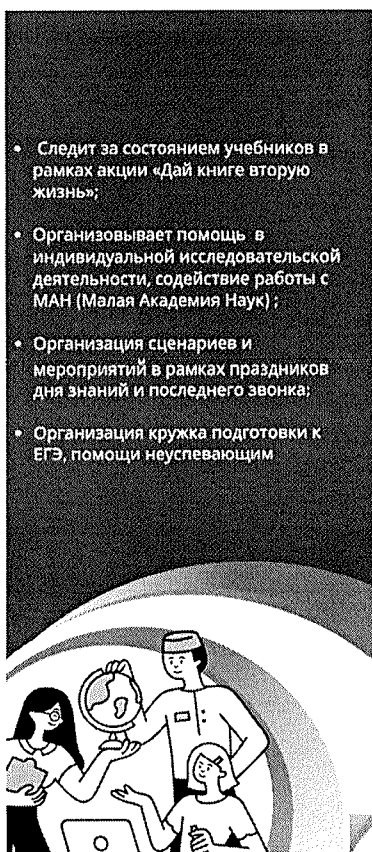 • Следит за состоянием учебников в
рамках акции «Дай книге вторую
жизнь»;
• Организовывает помощь в
индивидуальной исследовательской
деятельности, содействие работы с
МАН (Малая Академия Наук) ;
• Организация сценариев и
мероприятий в рамках праздников
дня знаний и последнего звонка;
• Организация кружка подготовки к
ЕГЭ, помощи неуспевающим